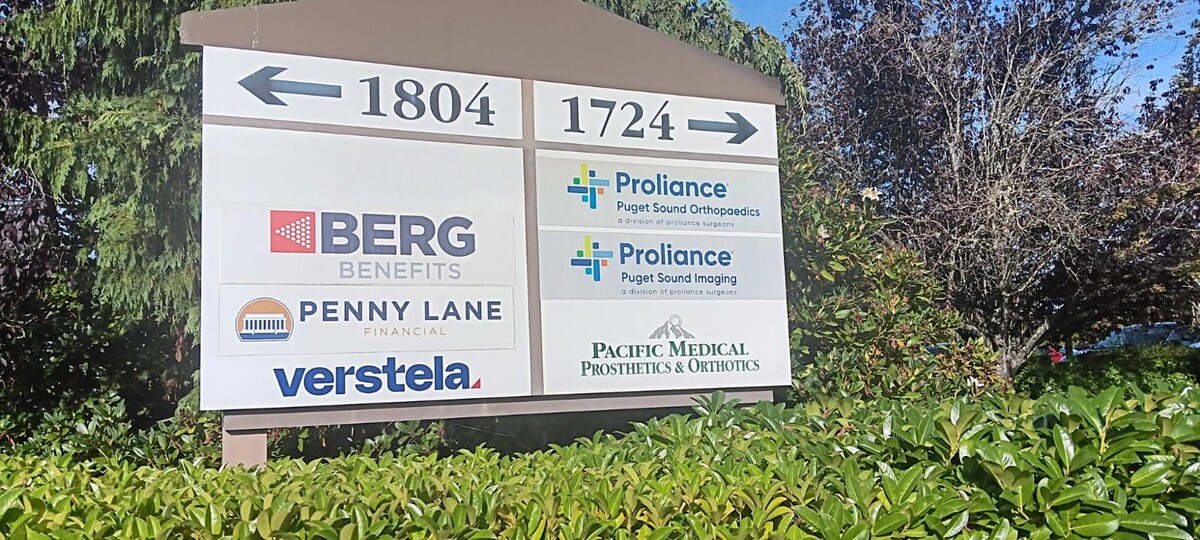 1804
BERG
BENEFITS
PENNY LANE
FINANCIAL
verstela.
1724
Proliance
Puget Sound Orthopaedics
a division of proliance surgeons
Proliance
Puget Sound Imaging
a division of proliance surgeons
PACIFIC MEDICAL
PROSTHETICS & ORTHOTICS